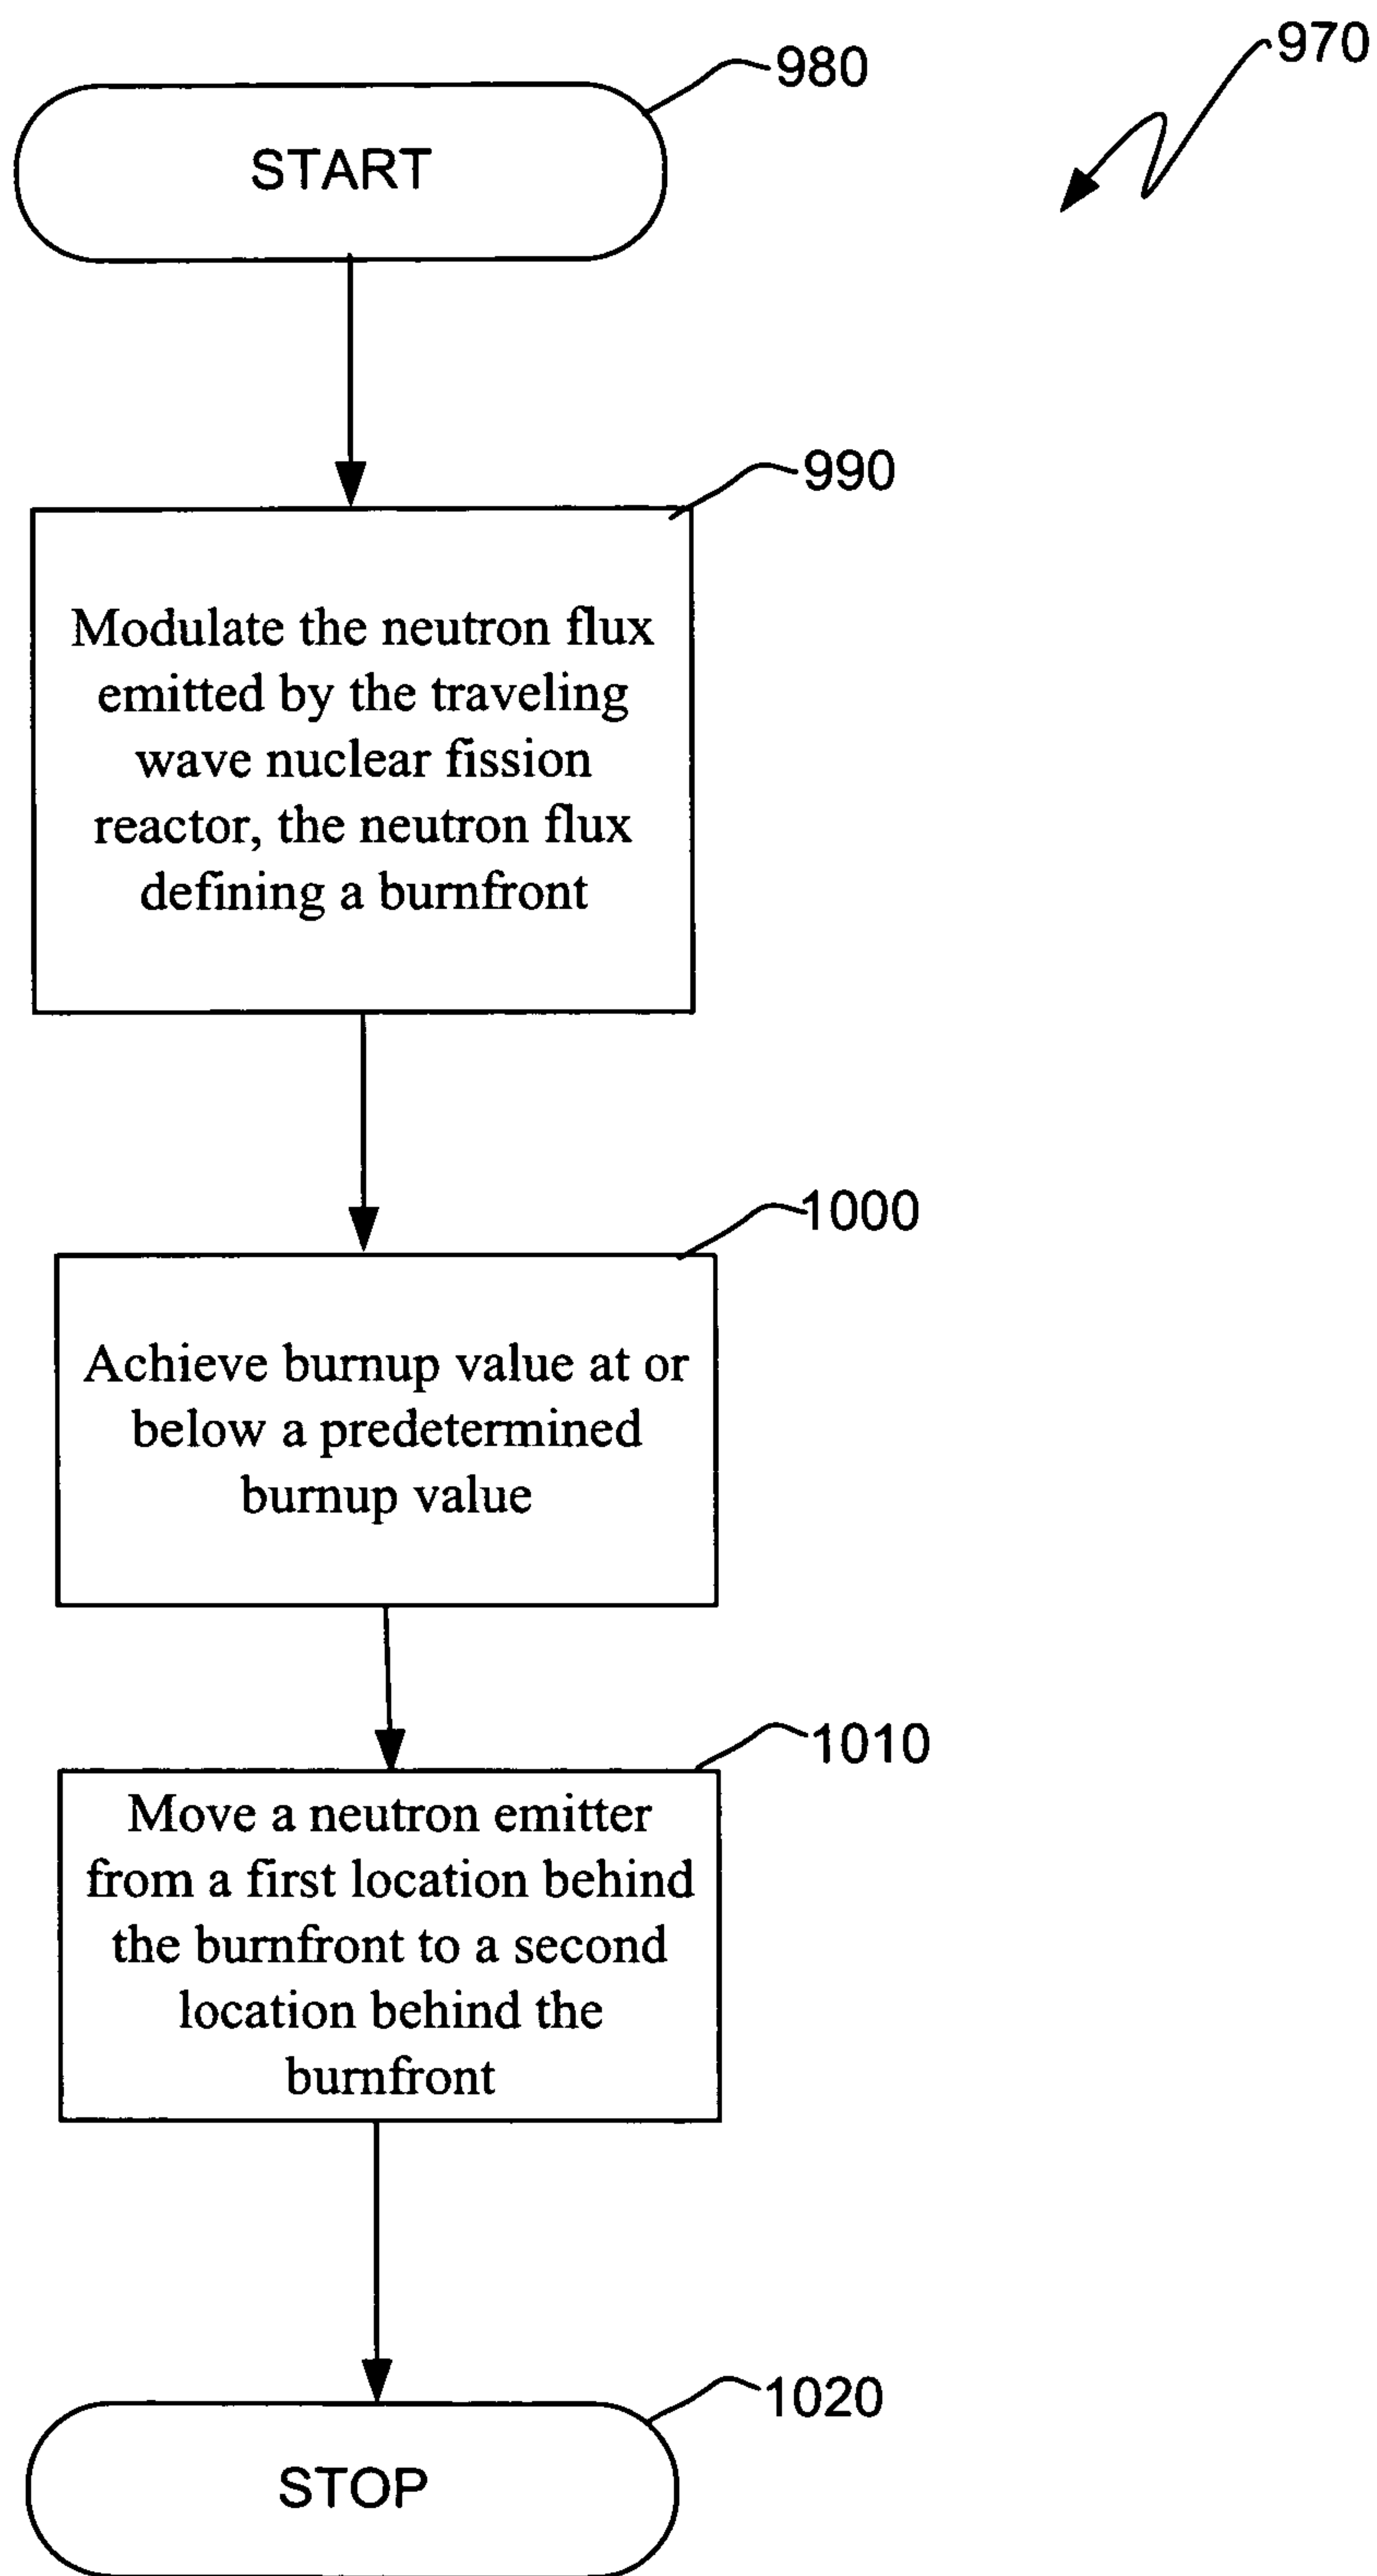 970
980
START
990
Modulate the neutron flux
emitted by the traveling
wave nuclear fission
reactor, the neutron flux
defining a burnfront
1000
Achieve burnup value at or
below a predetermined
burnup value
1010
Move a neutron emitter
from a first location behind
the burnfront to a second
location behind the
burnfront
1020
STOP